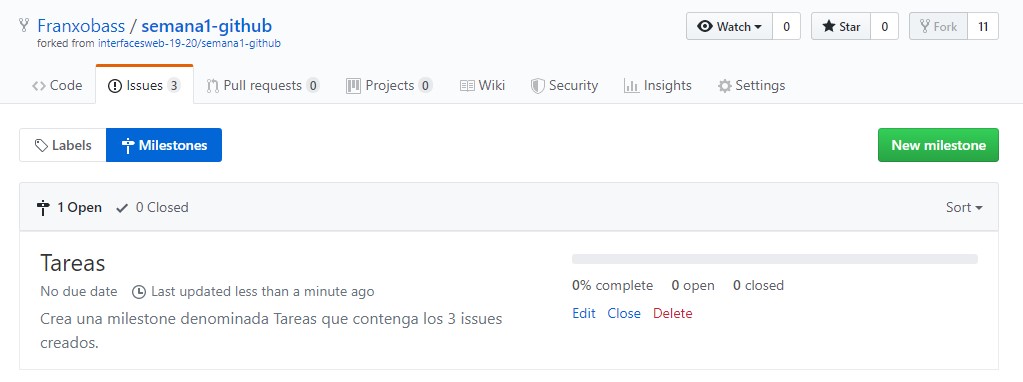 Franxobass / semana1-github
Watch 0 Star 0 Fork 11
forked from interfacesweb-19-20/semana1-github
Code Issues 3 Pull requests 0 Projects 0 Wiki Security Insights Settings
Labels Milestones New milestone
1 Open 0 Closed Sort
Tareas
No due date Last updated less than a minute ago
Crea una milestone denominada Tareas que contenga los 3 issues
creados.
0% complete 0 open 0 closed
Edit Close Delete